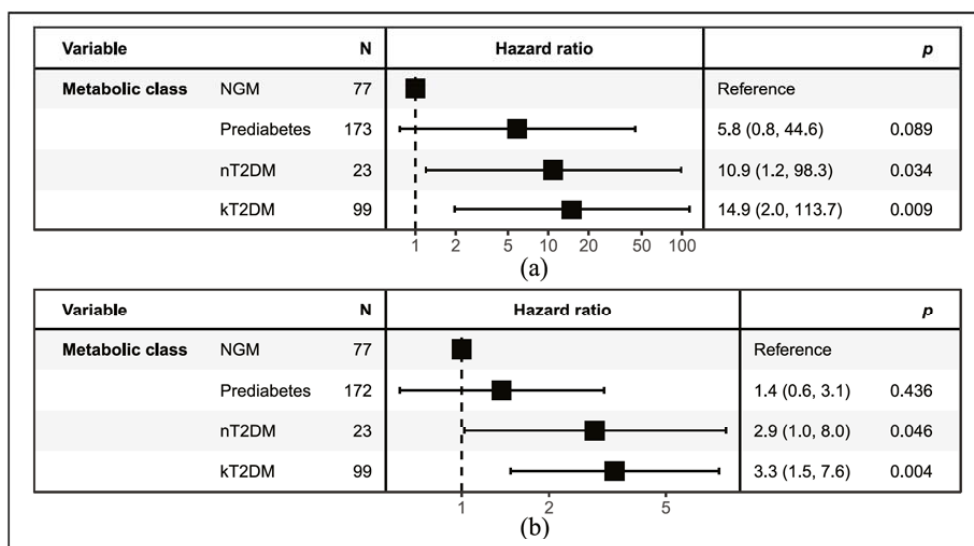 Variable N Hazard ratio p
Metabolic class NGM 77 Reference
Prediabetes 173 5.8 (0.8, 44.6) 0.089
nT2DM 23 10.9 (1.2, 98.3) 0.034
kT2DM 99 14.9 (2.0, 113.7) 0.009
1 2 5 10 20 50 100
(a)
Variable N Hazard ratio p
Metabolic class NGM 77 Reference
Prediabetes 172 1.4 (0.6, 3.1) 0.436
nT2DM 23 2.9 (1.0, 8.0) 0.046
kT2DM 99 3.3 (1.5, 7.6) 0.004
1 2 5
(b)